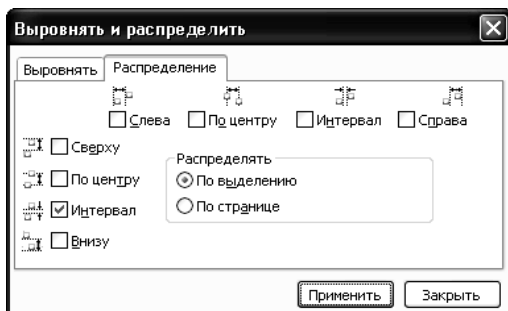 Выровнять и распределить
Выровнять Распределение
Слева По центру Интервал Справа
Сверху
По центру
Интервал
Внизу
Распределять
По выделению
По странице
Применить Закрыть